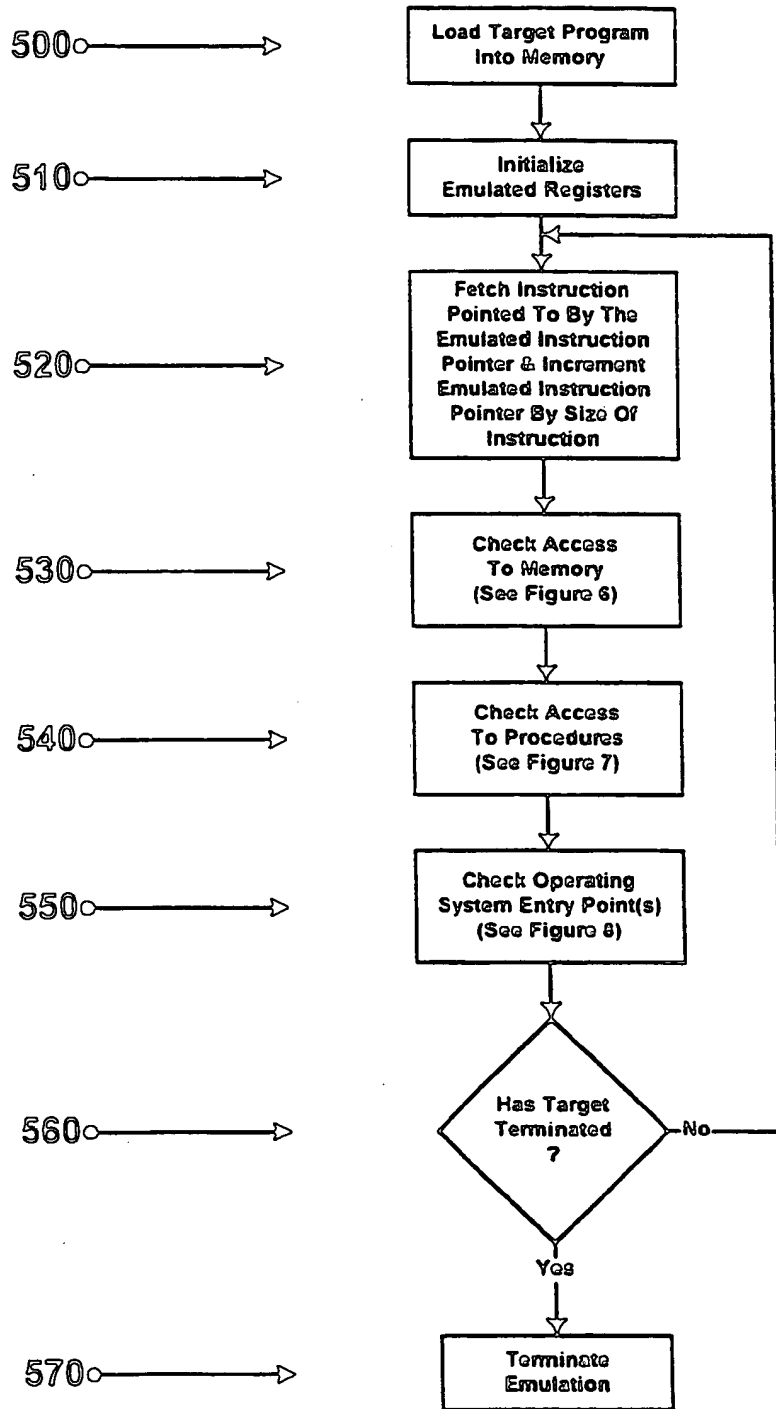 500
Load Target Program
Into Memory
510
Initialize
Emulated Registers
520
Fetch Instruction
Pointed To By The
Emulated Instruction
Pointer & Increment
Emulated Instruction
Pointer By Size Of
Instruction
530
Check Access
To Memory
(See Figure 6)
540
Check Access
To Procedures
(See Figure 7)
550
Check Operating
System Entry Point(s)
(See Figure 8)
560
Has Target
Terminated
?
No
Yes
570
Terminate
Emulation